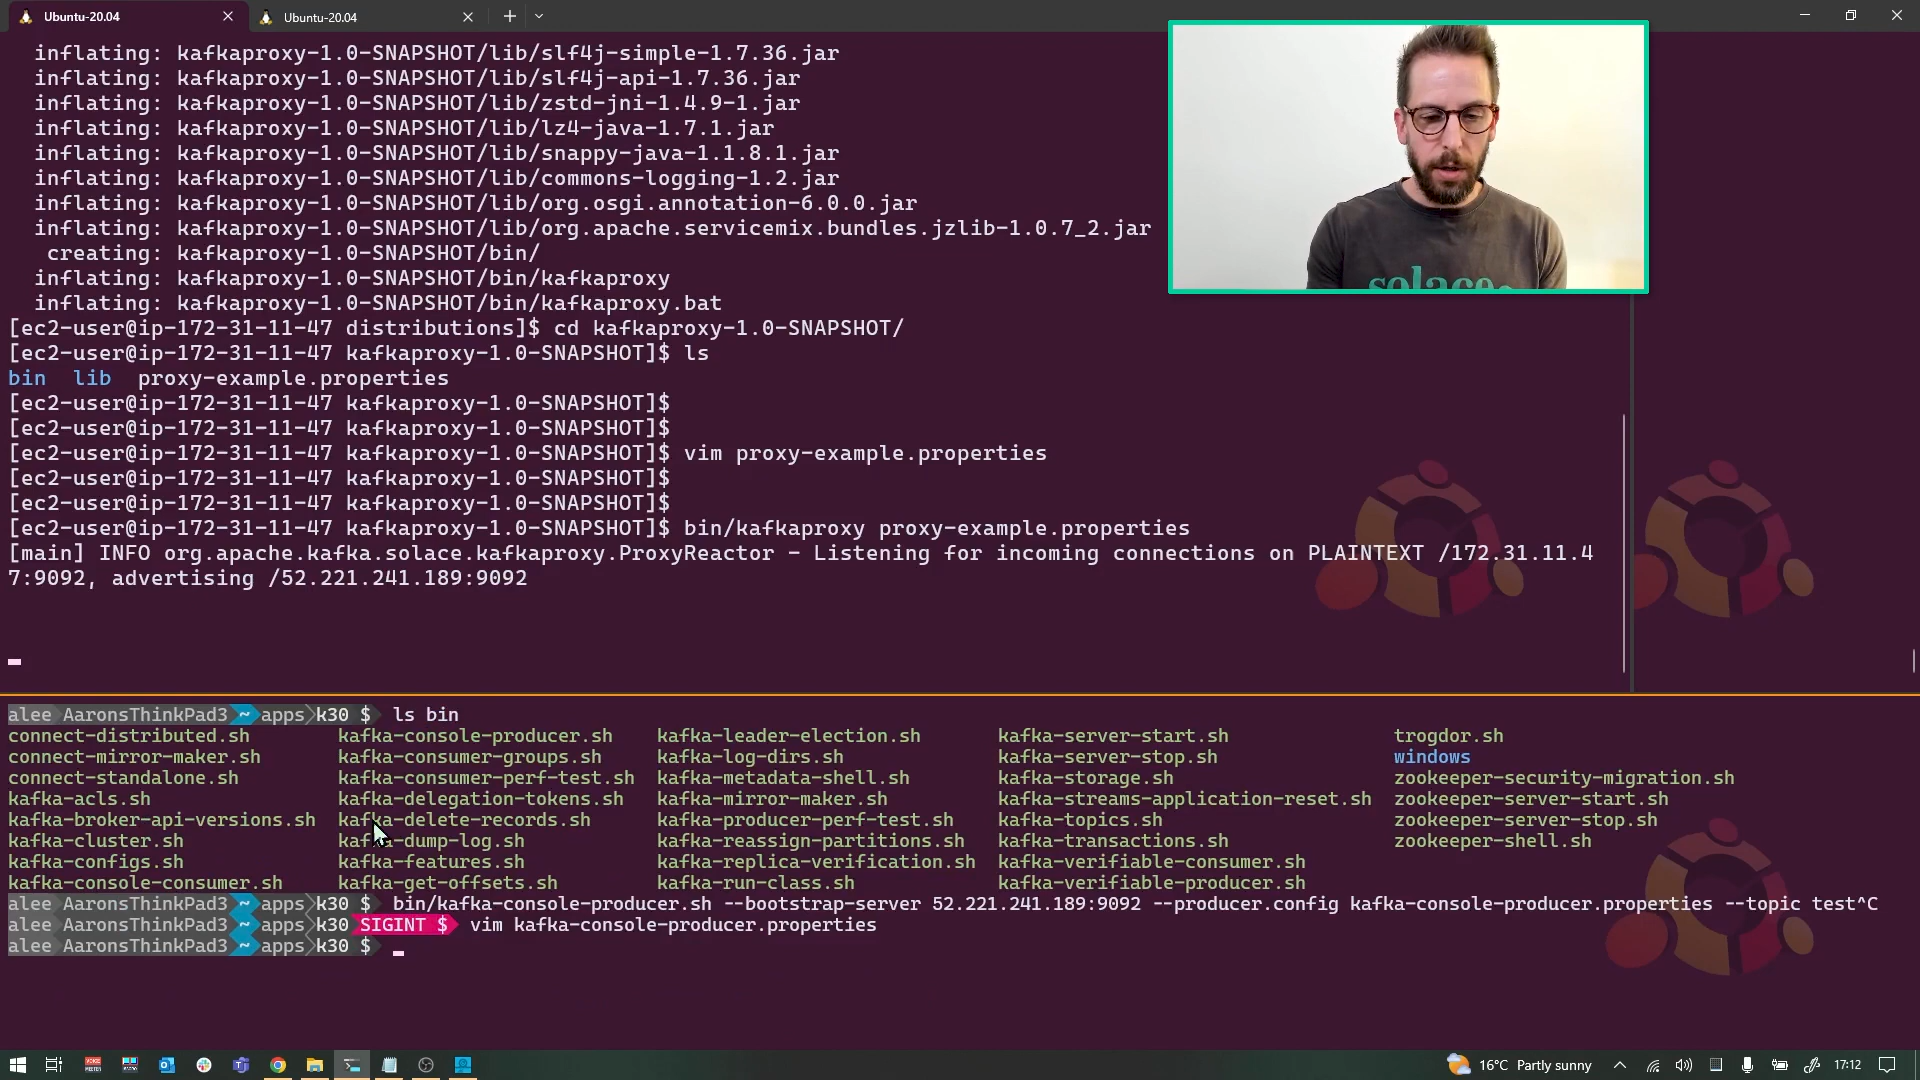 Ubuntu-20.04
Ubuntu-20.04
inflating: kafkaproxy-1.0-SNAPSHOT/lib/slf4j-simple-1.7.36.jar
inflating: kafkaproxy-1.0-SNAPSHOT/lib/slf4j-api-1.7.36.jar
inflating: kafkaproxy-1.0-SNAPSHOT/lib/zstd-jni-1.4.9-1.jar
inflating: kafkaproxy-1.0-SNAPSHOT/lib/lz4-java-1.7.1.jar
inflating: kafkaproxy-1.0-SNAPSHOT/lib/snappy-java-1.1.8.1.jar
inflating: kafkaproxy-1.0-SNAPSHOT/lib/commons-logging-1.2.jar
inflating: kafkaproxy-1.0-SNAPSHOT/lib/org.osgi.annotation-6.0.0.jar
inflating: kafkaproxy-1.0-SNAPSHOT/lib/org.apache.servicemix.bundles.jzlib-1.0.7_2.jar
creating: kafkaproxy-1.0-SNAPSHOT/bin/
inflating: kafkaproxy-1.0-SNAPSHOT/bin/kafkaproxy
inflating: kafkaproxy-1.0-SNAPSHOT/bin/kafkaproxy.bat
[ec2-user@ip-172-31-11-47 distributions]$ cd kafkaproxy-1.0-SNAPSHOT/
[ec2-user@ip-172-31-11-47 kafkaproxy-1.0-SNAPSHOT]$ ls
bin lib proxy-example.properties
[ec2-user@ip-172-31-11-47 kafkaproxy-1.0-SNAPSHOT]$
[ec2-user@ip-172-31-11-47 kafkaproxy-1.0-SNAPSHOT]$
[ec2-user@ip-172-31-11-47 kafkaproxy-1.0-SNAPSHOT]$ vim proxy-example.properties
[ec2-user@ip-172-31-11-47 kafkaproxy-1.0-SNAPSHOT]$
[ec2-user@ip-172-31-11-47 kafkaproxy-1.0-SNAPSHOT]$
[ec2-user@ip-172-31-11-47 kafkaproxy-1.0-SNAPSHOT]$ bin/kafkaproxy proxy-example.properties
[main] INFO org.apache.kafka.solace.kafkaproxy.ProxyReactor - Listening for incoming connections on PLAINTEXT /172.31.11.4
7:9092, advertising /52.221.241.189:9092
solace
alee AaronsThinkPad3 ~ apps k30 $ ls bin
connect-distributed.sh kafka-console-producer.sh kafka-leader-election.sh kafka-server-start.sh trogdor.sh
connect-mirror-maker.sh kafka-consumer-groups.sh kafka-log-dirs.sh kafka-server-stop.sh windows
connect-standalone.sh kafka-consumer-perf-test.sh kafka-metadata-shell.sh kafka-storage.sh zookeeper-security-migration.sh
kafka-acls.sh kafka-delegation-tokens.sh kafka-mirror-maker.sh kafka-streams-application-reset.sh zookeeper-server-start.sh
kafka-broker-api-versions.sh kafka-delete-records.sh kafka-producer-perf-test.sh kafka-topics.sh zookeeper-server-stop.sh
kafka-cluster.sh kafka-dump-log.sh kafka-reassign-partitions.sh kafka-transactions.sh zookeeper-shell.sh
kafka-configs.sh kafka-features.sh kafka-replica-verification.sh kafka-verifiable-consumer.sh
kafka-console-consumer.sh kafka-get-offsets.sh kafka-run-class.sh kafka-verifiable-producer.sh
alee AaronsThinkPad3 ~ apps k30 $ bin/kafka-console-producer.sh --bootstrap-server 52.221.241.189:9092 --producer.config kafka-console-producer.properties --topic test^C
alee AaronsThinkPad3 ~ apps k30 SIGINT $ vim kafka-console-producer.properties
alee AaronsThinkPad3 ~ apps k30 $
16°C Partly sunny 17:12